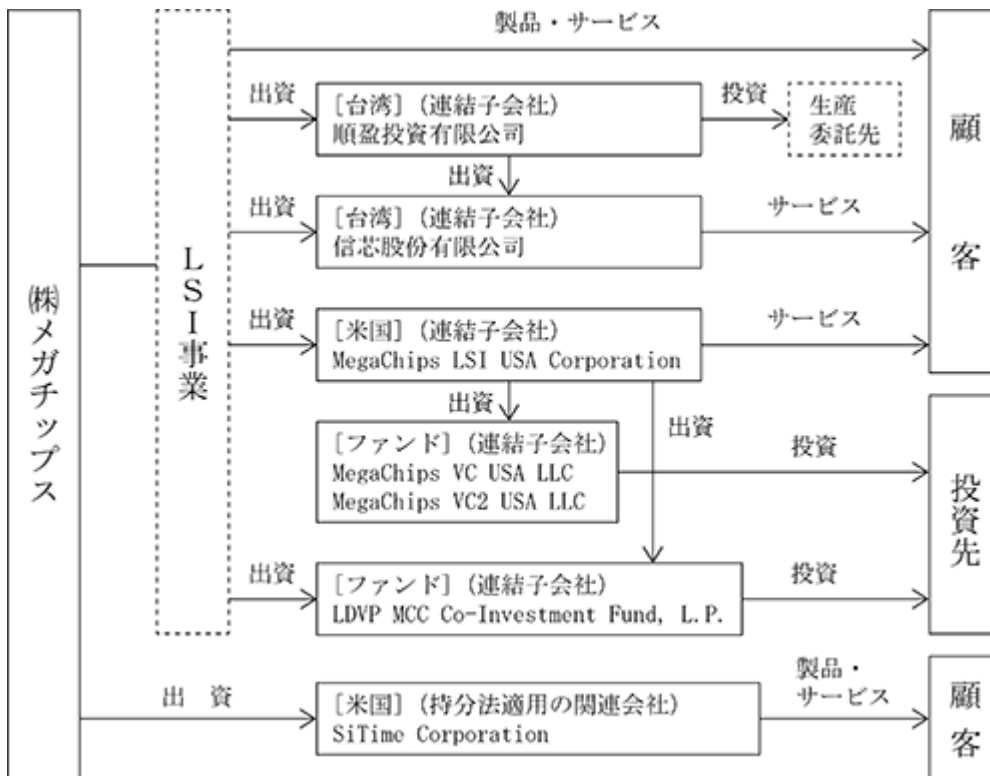 ㈱メガチップス
LSI事業
製品・サービス
顧客
出資
[台湾] (連結子会社)
順盈投資有限公司
投資
生産
委託先
出資
出資
[台湾] (連結子会社)
信芯股份有限公司
サービス
出資
[米国] (連結子会社)
MegaChips LSI USA Corporation
サービス
出資
出資
[ファンド] (連結子会社)
MegaChips VC USA LLC
MegaChips VC2 USA LLC
投資
投資先
出資
[ファンド] (連結子会社)
LDVP MCC Co-Investment Fund, L.P.
投資
出 資
[米国] (持分法適用の関連会社)
SiTime Corporation
製品・
サービス
顧客